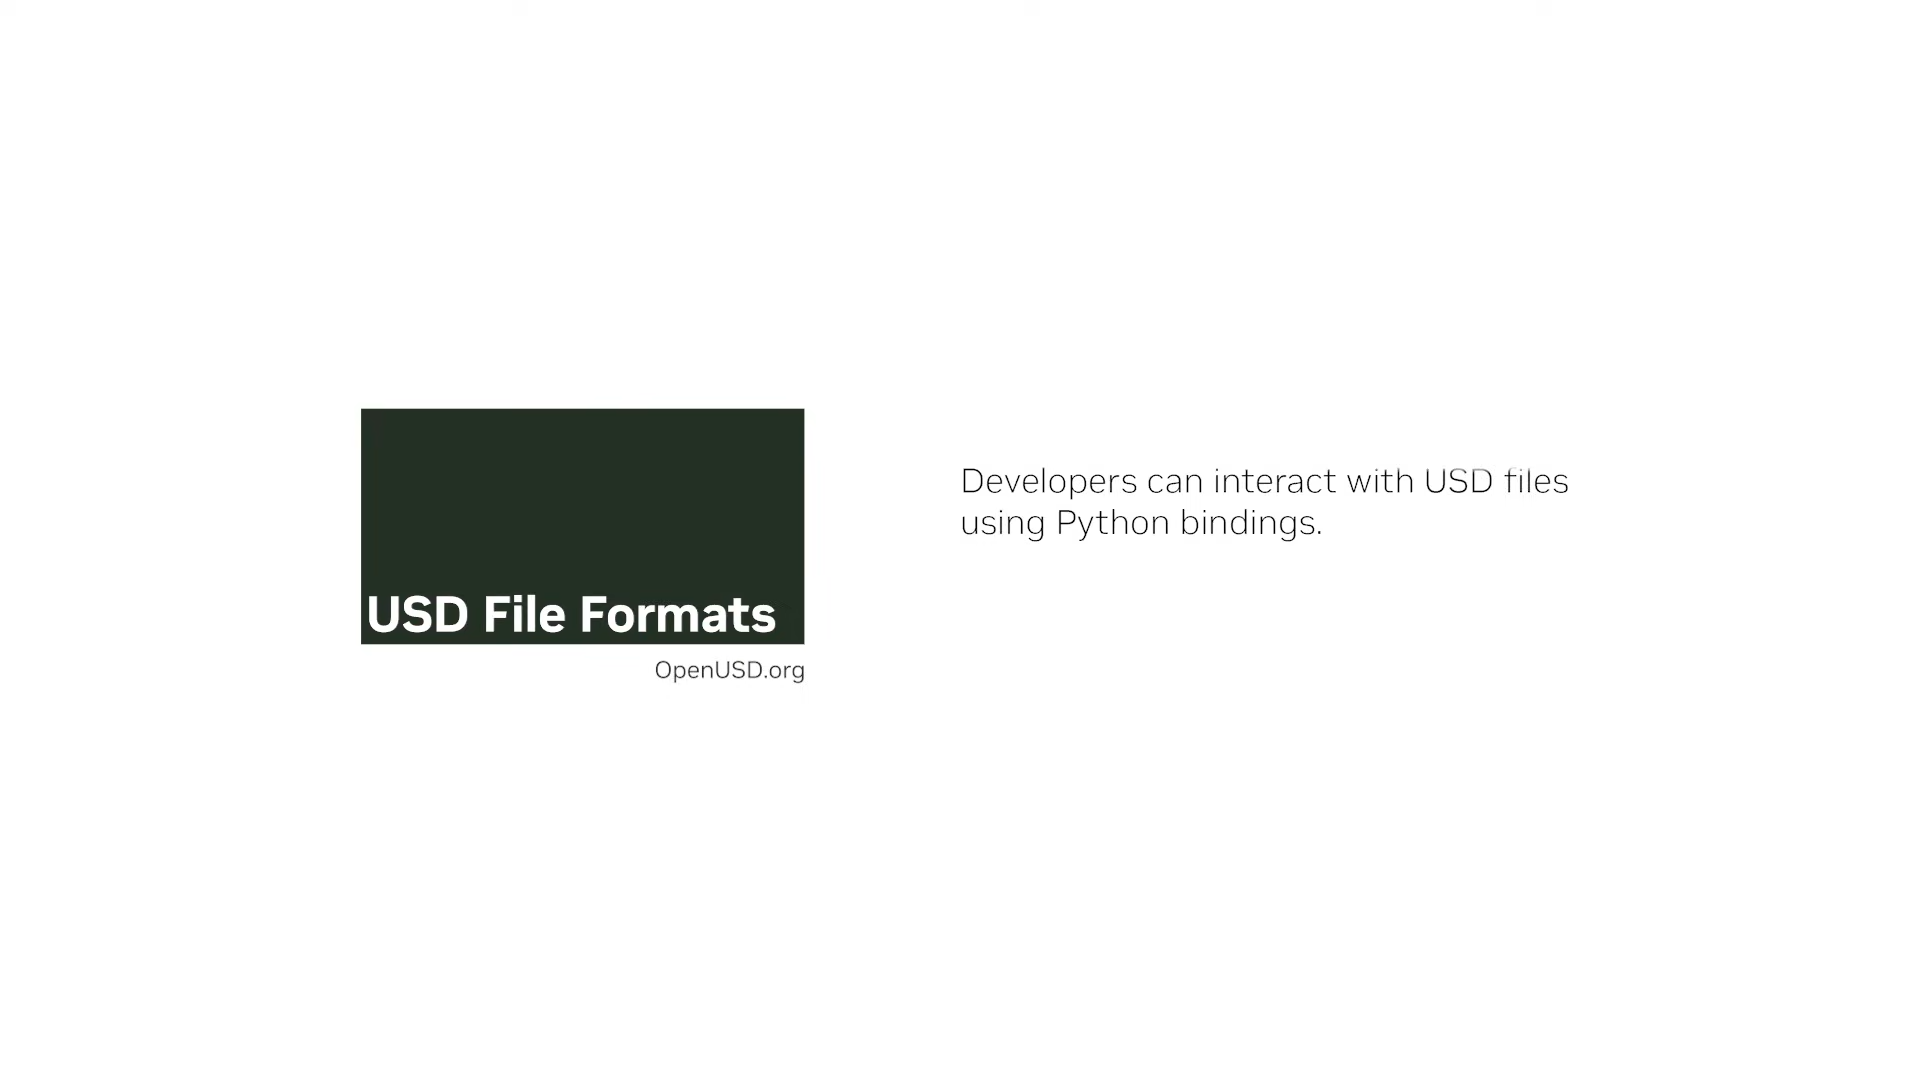 USD File Formats
OpenUSD.org
Developers can interact with USD files
using Python bindings.